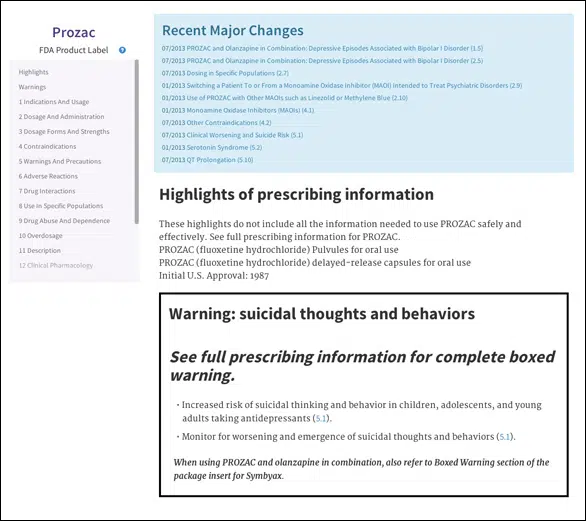 Prozac
FDA Product Label ?
Highlights
Warnings
1 Indications And Usage
2 Dosage And Administration
3 Dosage Forms And Strengths
4 Contraindications
5 Warnings And Precautions
6 Adverse Reactions
7 Drug Interactions
8 Use in Specific Populations
9 Drug Abuse And Dependence
10 Overdosage
11 Description
12 Clinical Pharmacology
Recent Major Changes
07/2013 PROZAC and Olanzapine in Combination: Depressive Episodes Associated with Bipolar I Disorder (1.5)
07/2013 PROZAC and Olanzapine in Combination: Depressive Episodes Associated with Bipolar I Disorder (2.5)
07/2013 Dosing in Specific Populations (2.7)
01/2013 Switching a Patient To or From a Monoamine Oxidase Inhibitor (MAOI) Intended to Treat Psychiatric Disorders (2.9)
01/2013 Use of PROZAC with Other MAOIs such as Linezolid or Methylene Blue (2.10)
01/2013 Monoamine Oxidase Inhibitors (MAOIs) (4.1)
07/2013 Other Contraindications (4.2)
07/2013 Clinical Worsening and Suicide Risk (5.1)
01/2013 Serotonin Syndrome (5.2)
07/2013 QT Prolongation (5.10)
Highlights of prescribing information
These highlights do not include all the information needed to use PROZAC safely and
effectively. See full prescribing information for PROZAC.
PROZAC (fluoxetine hydrochloride) Pulvules for oral use
PROZAC (fluoxetine hydrochloride) delayed-release capsules for oral use
Initial U.S. Approval: 1987
Warning: suicidal thoughts and behaviors
See full prescribing information for complete boxed
warning.
• Increased risk of suicidal thinking and behavior in children, adolescents, and young
adults taking antidepressants (5.1).
• Monitor for worsening and emergence of suicidal thoughts and behaviors (5.1).
When using PROZAC and olanzapine in combination, also refer to Boxed Warning section of the
package insert for Symbyax.